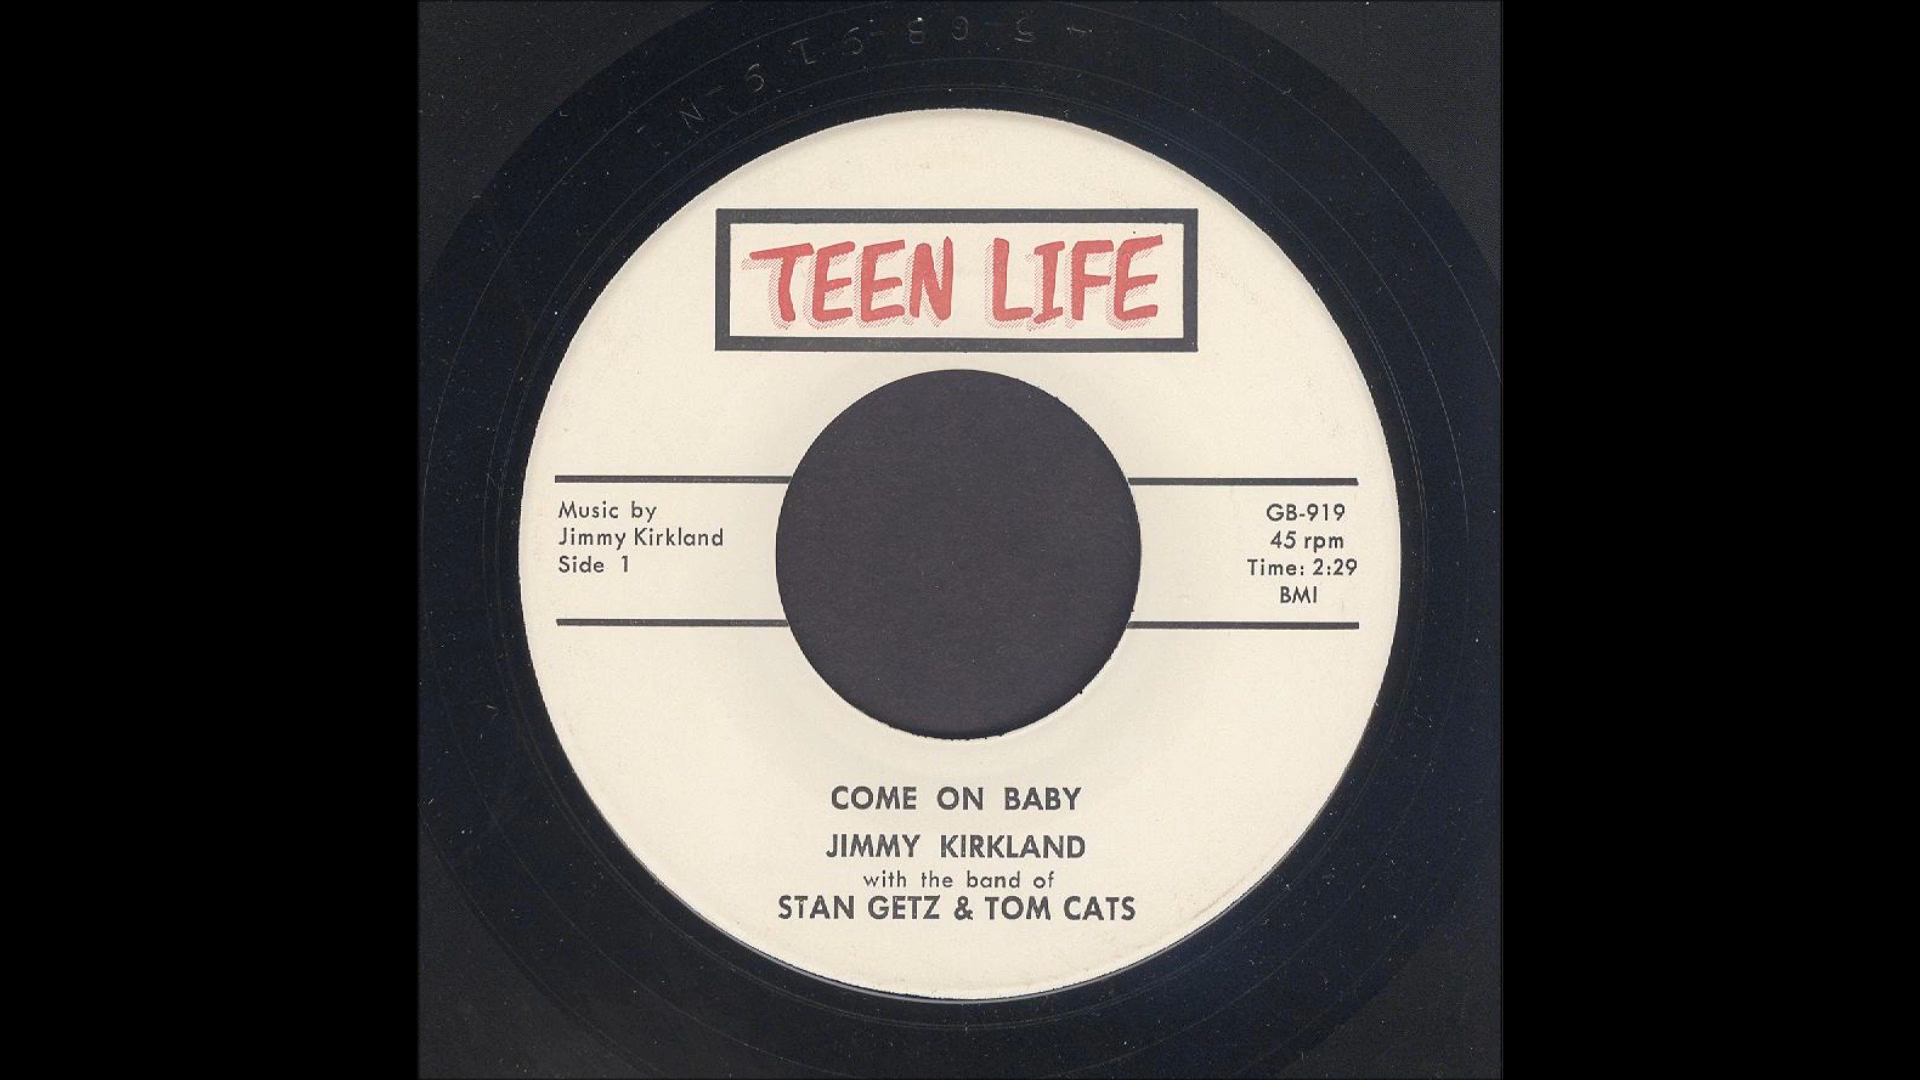 TEEN LIFE
Music by
Jimmy Kirkland
Side 1
GB-919
45 rpm
Time: 2:29
BMI
COME ON BABY
JIMMY KIRKLAND
with the band of
STAN GETZ & TOM CATS